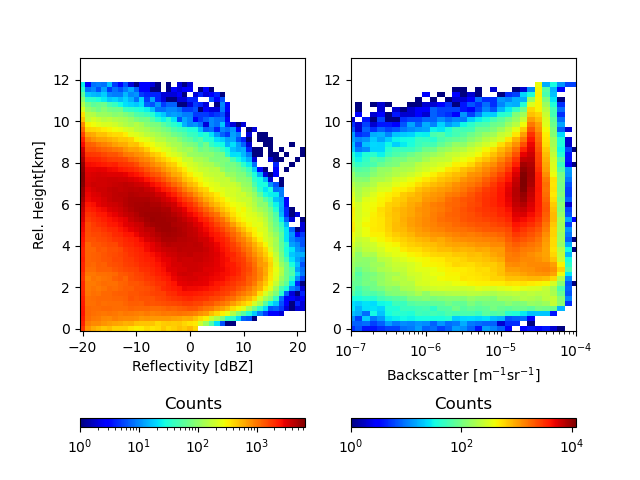 12
10
8
6
4
2
0
Rel. Height[km]
−20 −10 0 10 20
Reflectivity [dBZ]
12
10
8
6
4
2
0
10⁻⁷ 10⁻⁶ 10⁻⁵ 10⁻⁴
Backscatter [m⁻¹sr⁻¹]
Counts
10⁰ 10¹ 10² 10³
Counts
10⁰ 10² 10⁴